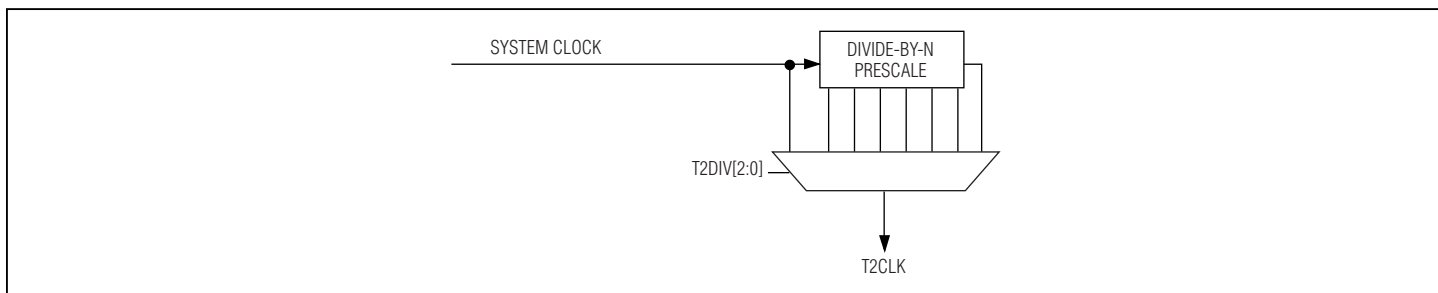 SYSTEM CLOCK
DIVIDE-BY-N
PRESCALE
T2DIV[2:0]
T2CLK